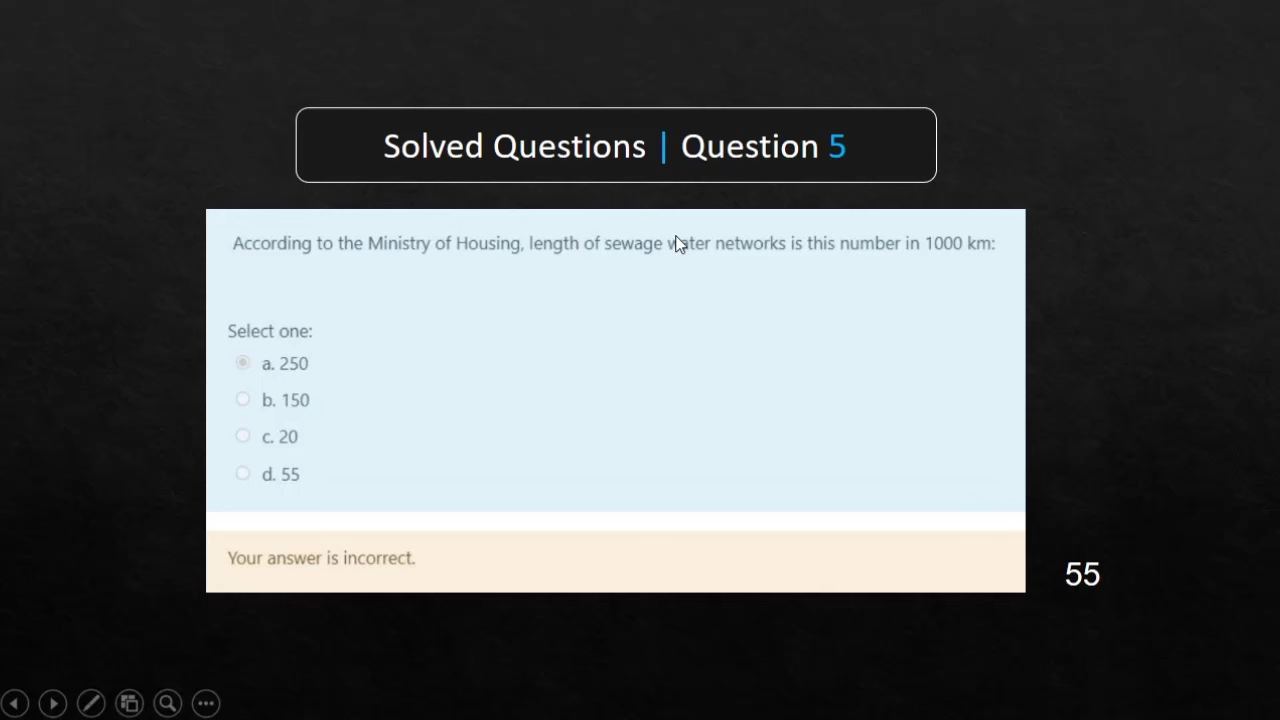 Solved Questions | Question 5
According to the Ministry of Housing, length of sewage water networks is this number in 1000 km:
Select one:
a. 250
b. 150
c. 20
d. 55
Your answer is incorrect.
55